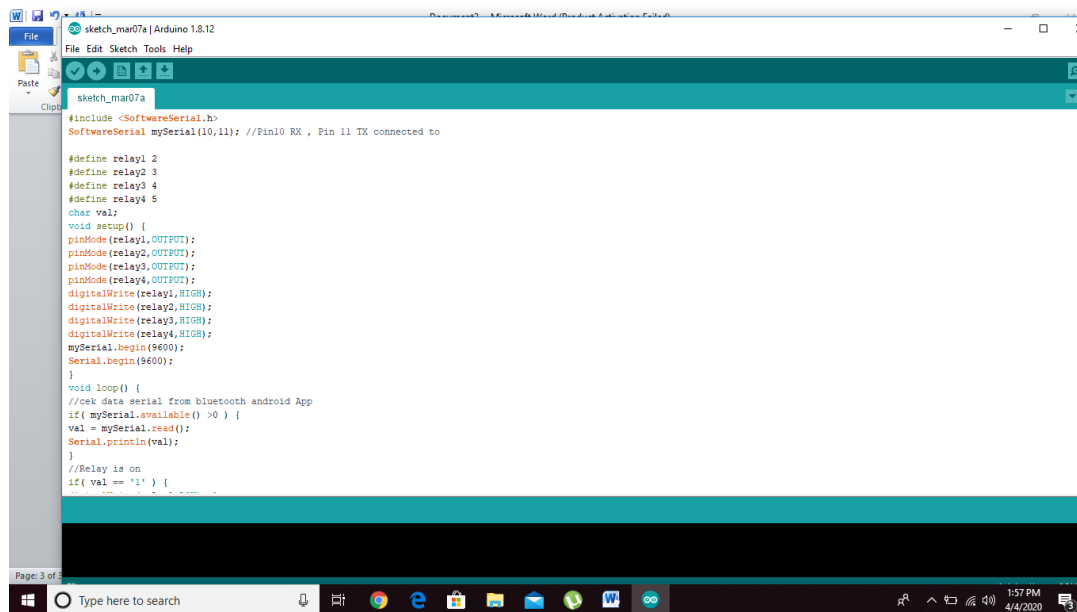 File
Paste
Page: 3 of
sketch_mar07a | Arduino 1.8.12
File Edit Sketch Tools Help
sketch_mar07a
#include <SoftwareSerial.h>
SoftwareSerial mySerial(10,11); //Pin10 RX , Pin 11 TX connected to
#define relay1 2
#define relay2 3
#define relay3 4
#define relay4 5
char val;
void setup() {
pinMode(relay1,OUTPUT);
pinMode(relay2,OUTPUT);
pinMode(relay3,OUTPUT);
pinMode(relay4,OUTPUT);
digitalWrite(relay1,HIGH);
digitalWrite(relay2,HIGH);
digitalWrite(relay3,HIGH);
digitalWrite(relay4,HIGH);
mySerial.begin(9600);
Serial.begin(9600);
}
void loop() {
//cek data serial from bluetooth android App
if( mySerial.available() >0 ) {
val = mySerial.read();
Serial.println(val);
}
//Relay is on
if( val == '1' ) {
Type here to search
1:57 PM
4/4/2020